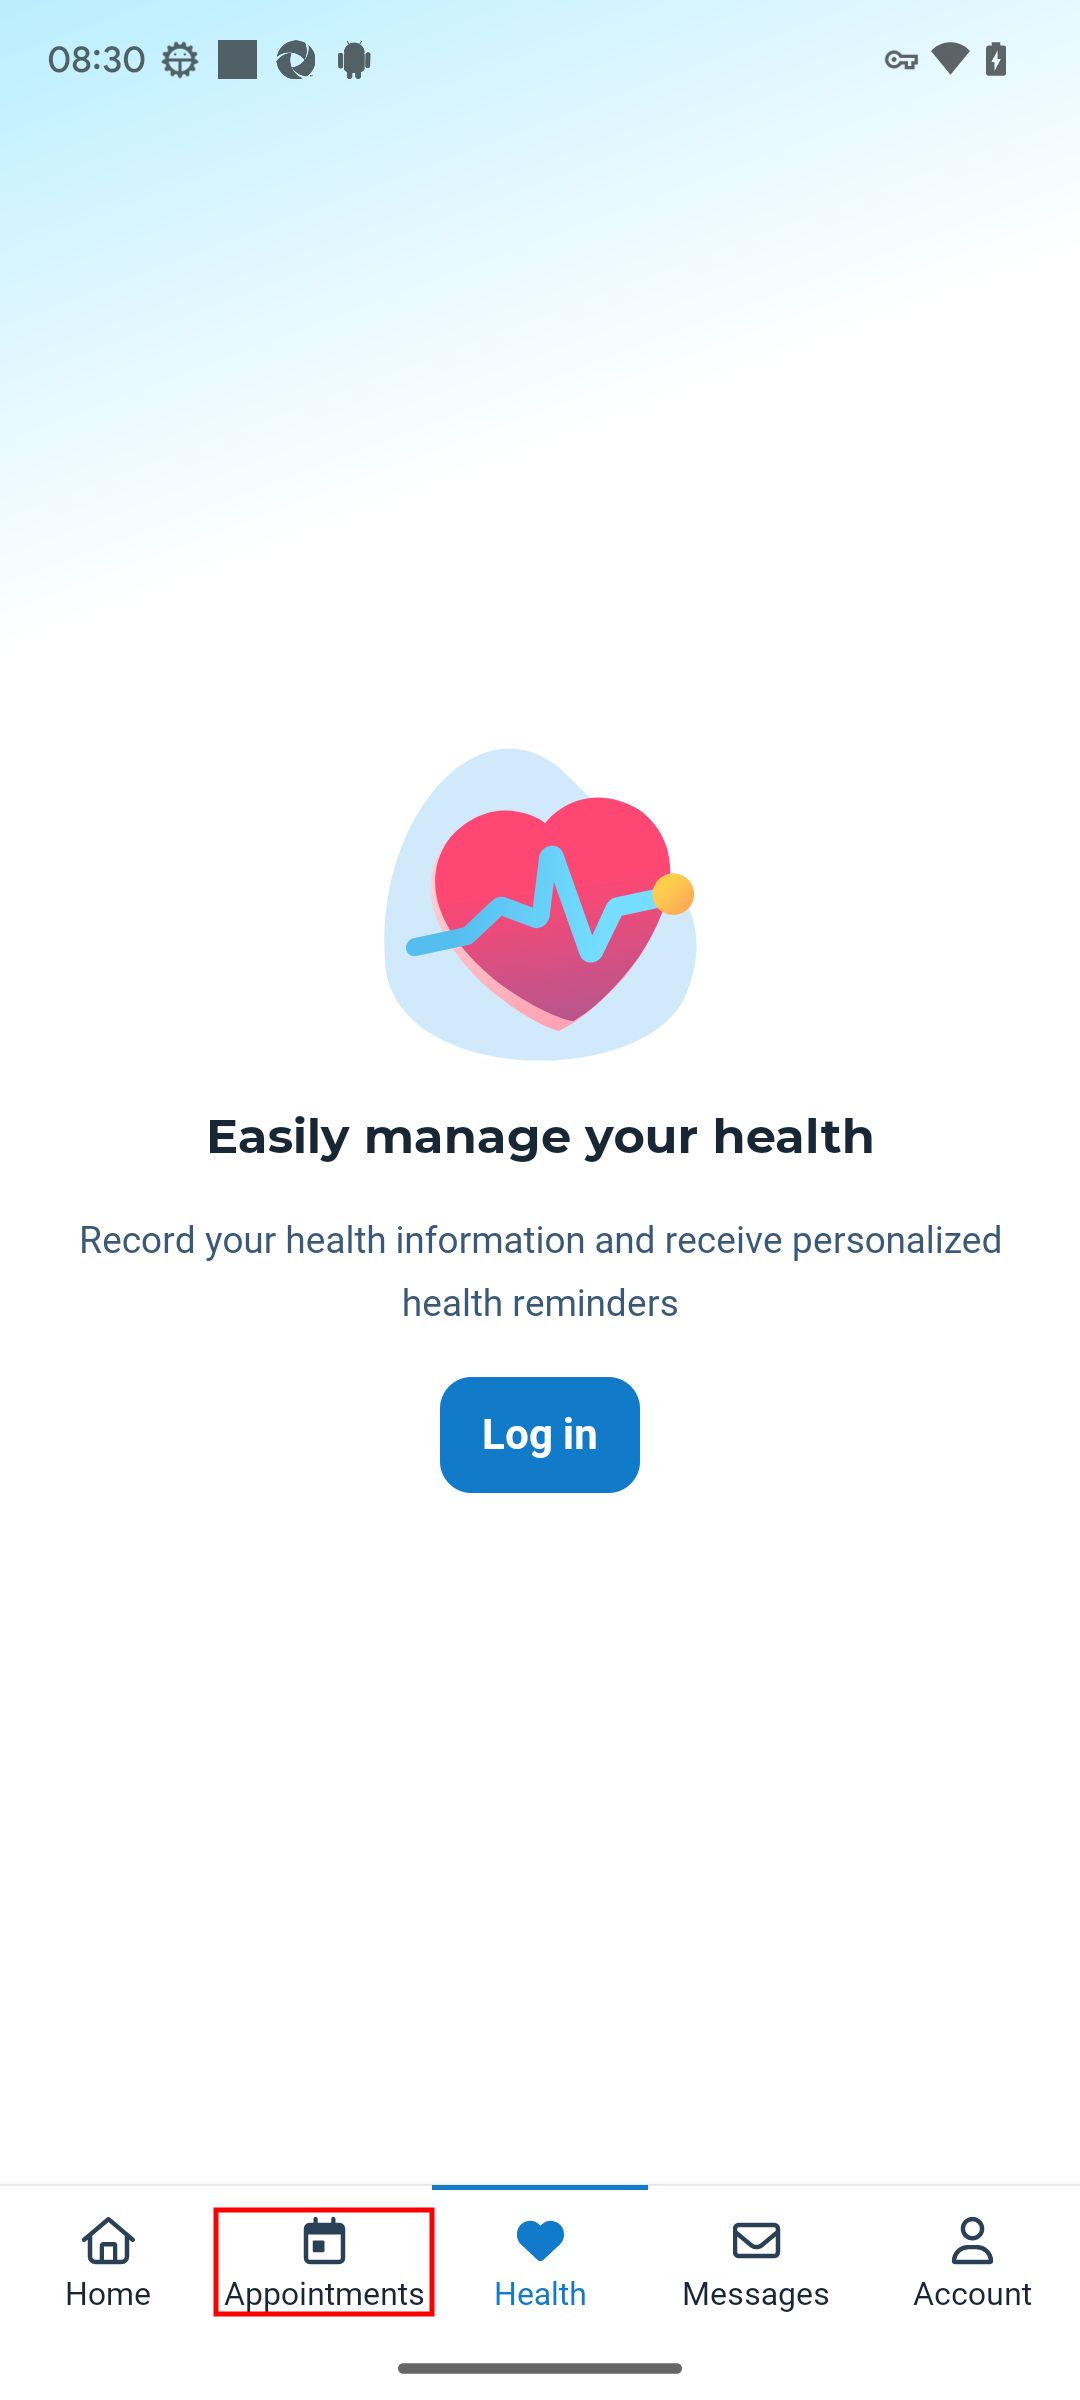 08:30
Easily manage your health
Record your health information and receive personalized
health reminders
Log in
Home
Appointments
Health
Messages
Account